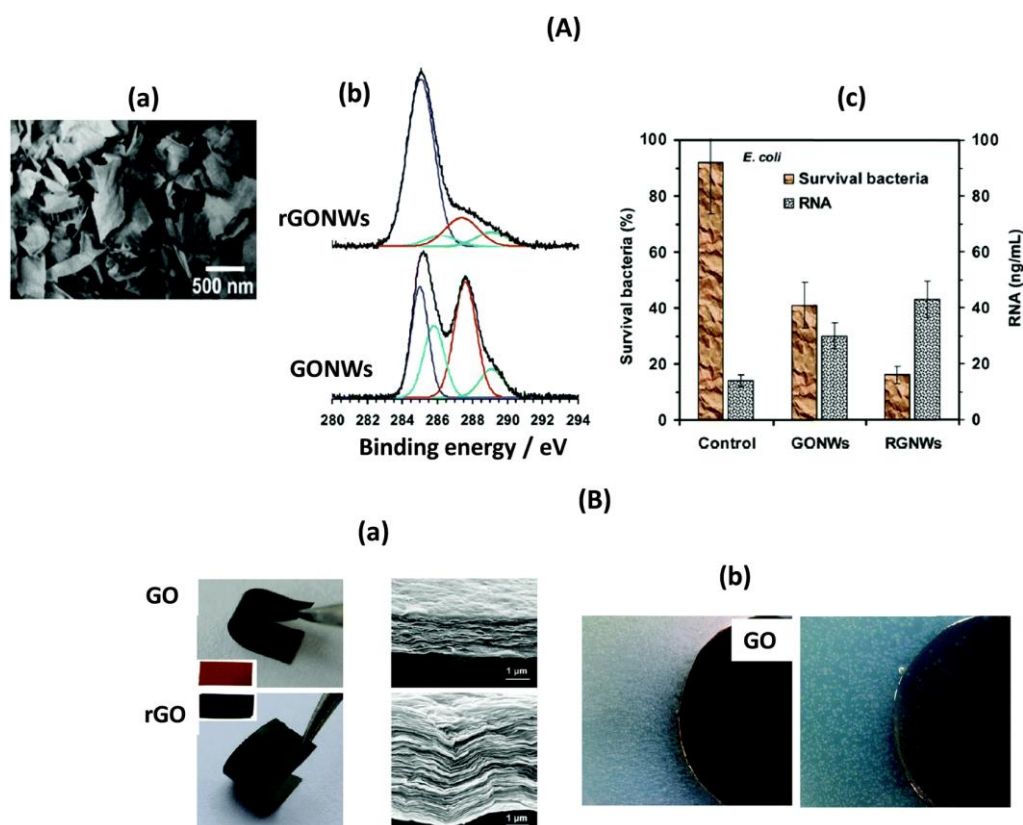 (A)
(a)
(b)
(c)
500 nm
rGONWs
GONWs
280 282 284 286 288 290 292 294
Binding energy / eV
E. coli
Survival bacteria
RNA
100
80
60
40
20
0
Survival bacteria (%)
100
80
60
40
20
0
RNA (ng/mL)
Control GONWs RGNWs
(B)
(a)
(b)
GO
rGO
1 μm
1 μm
GO